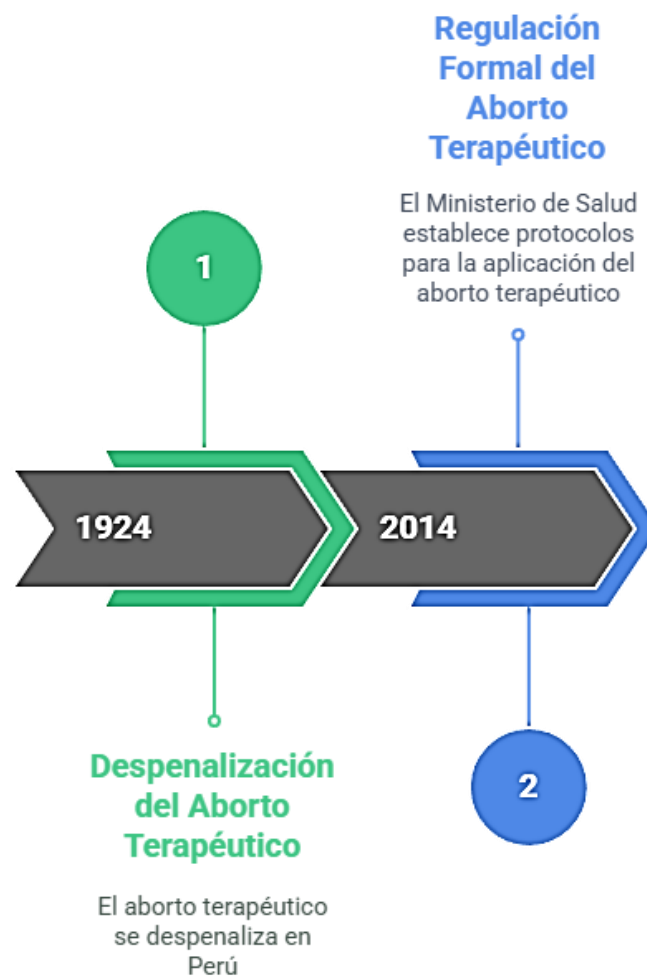 1
1924
Despenalización
del Aborto
Terapéutico
El aborto terapéutico
se despenaliza en
Perú
Regulación
Formal del
Aborto
Terapéutico
El Ministerio de Salud
establece protocolos
para la aplicación del
aborto terapéutico
2014
2